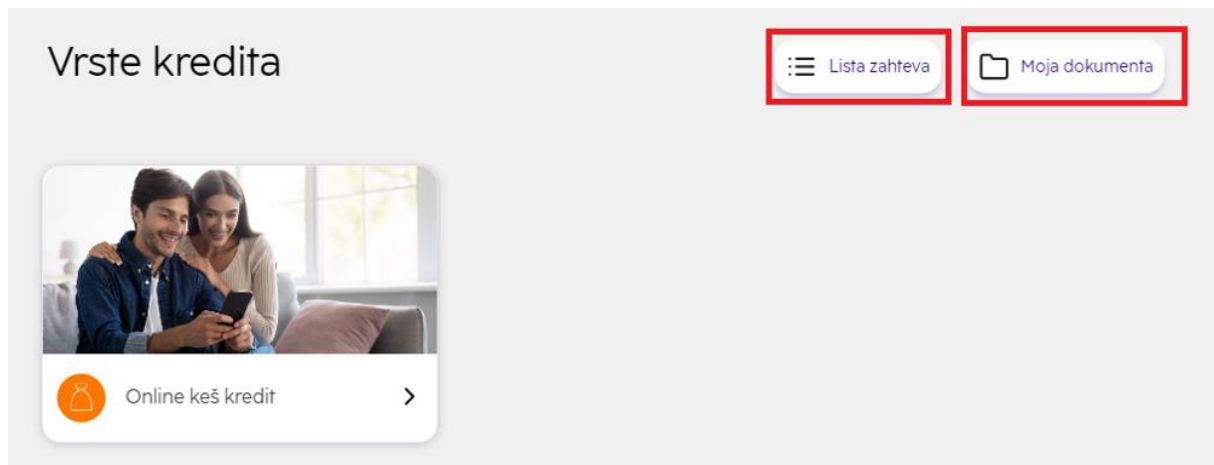 Vrste kredita
Lista zahteva
Moja dokumenta
Online keš kredit